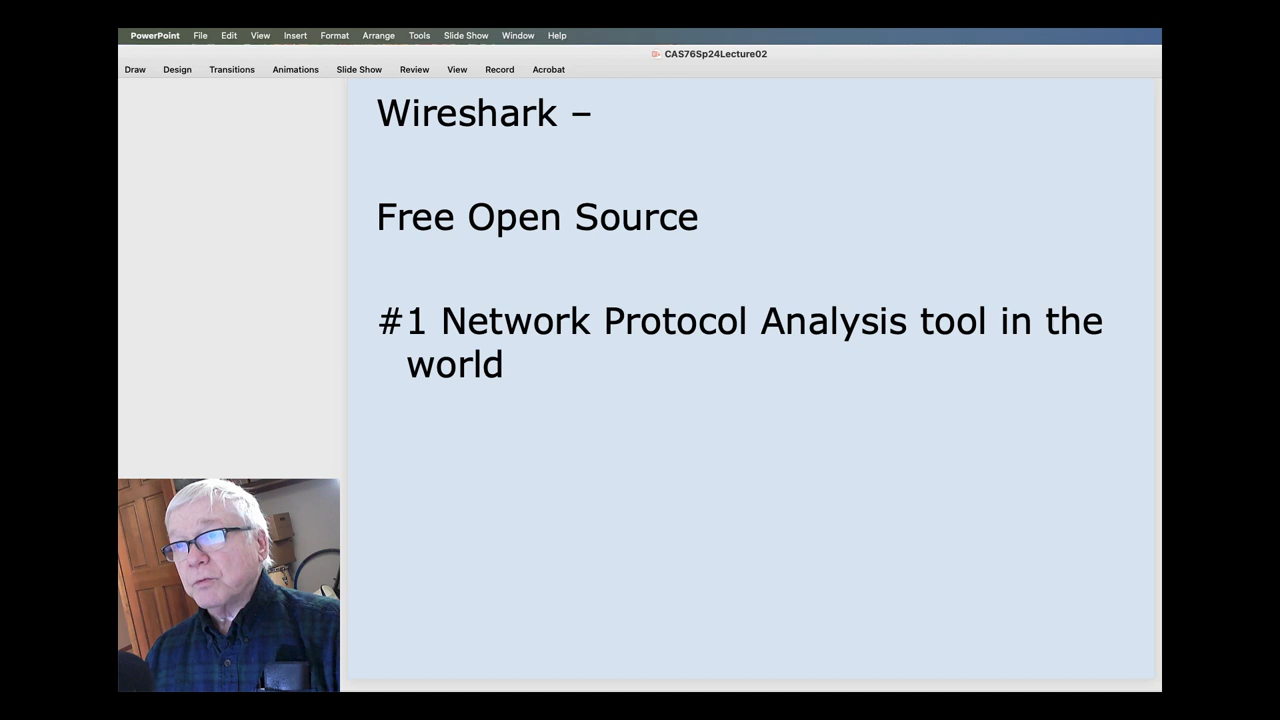 PowerPoint File Edit View Insert Format Arrange Tools Slide Show Window Help
CAS76Sp24Lecture02
Draw Design Transitions Animations Slide Show Review View Record Acrobat
Wireshark –
Free Open Source
#1 Network Protocol Analysis tool in the
world